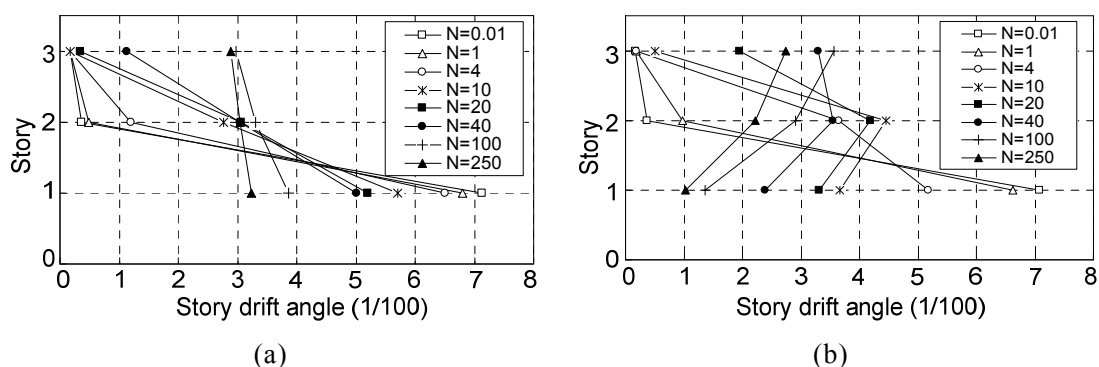 3
2
1
0
Story
0 1 2 3 4 5 6 7 8
Story drift angle (1/100)
N=0.01
N=1
N=4
N=10
N=20
N=40
N=100
N=250
(a)
3
2
1
0
Story
0 1 2 3 4 5 6 7 8
Story drift angle (1/100)
N=0.01
N=1
N=4
N=10
N=20
N=40
N=100
N=250
(b)